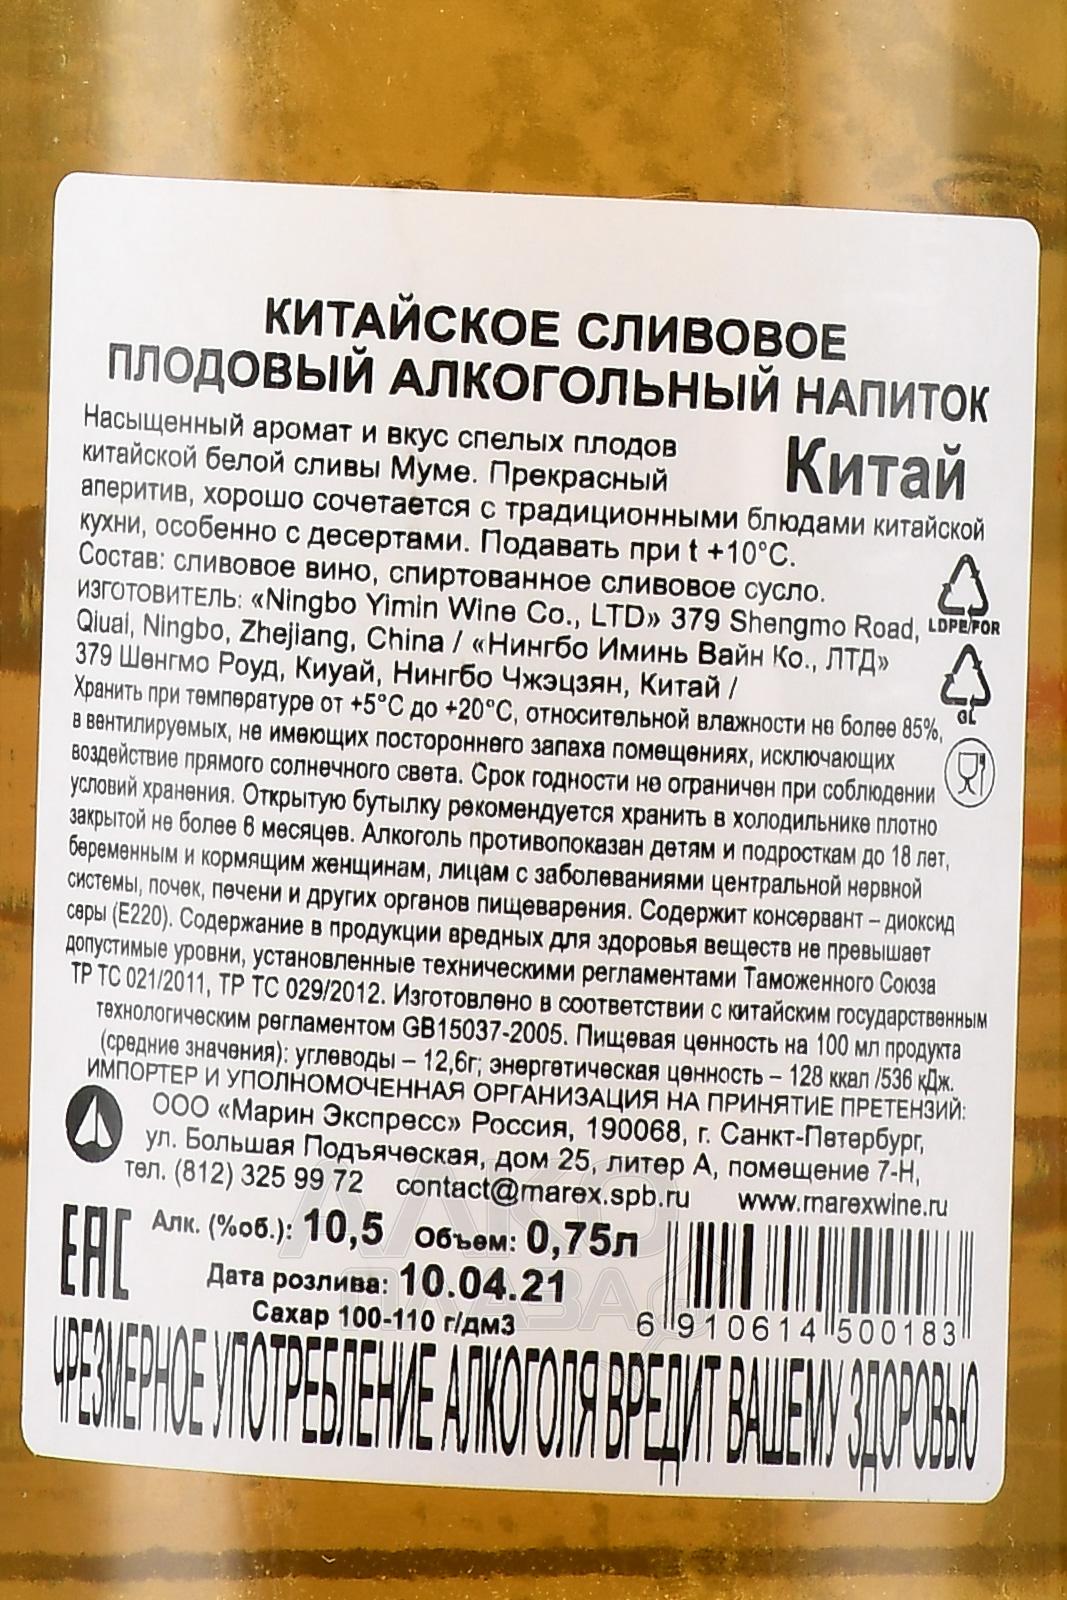 КИТАЙСКОЕ СЛИВОВОЕ
ПЛОДОВЫЙ АЛКОГОЛЬНЫЙ НАПИТОК
Насыщенный аромат и вкус спелых плодов
китайской белой сливы Муме. Прекрасный
Китай
аперитив, хорошо сочетается с традиционными блюдами китайской
кухни, особенно с десертами. Подавать при t +10°С.
Состав: сливовое вино, спиртованное сливовое сусло.
ИЗГОТОВИТЕЛЬ: «Ningbo Yimin Wine Co., LTD» 379 Shengmo Road,
Qiuai, Ningbo, Zhejiang, China / «Нингбо Иминь Вайн Ко., ЛТД»
379 Шенгмо Роуд, Киуай, Нингбо Чжэцзян, Китай /
LDPE/FOR
GL
Хранить при температуре от +5°С до +20°С, относительной влажности не более 85%,
в вентилируемых, не имеющих постороннего запаха помещениях, исключающих
воздействие прямого солнечного света. Срок годности не ограничен при соблюдении
условий хранения. Открытую бутылку рекомендуется хранить в холодильнике плотно
закрытой не более 6 месяцев. Алкоголь противопоказан детям и подросткам до 18 лет,
беременным и кормящим женщинам, лицам с заболеваниями центральной нервной
системы, почек, печени и других органов пищеварения. Содержит консервант – диоксид
серы (Е220). Содержание в продукции вредных для здоровья веществ не превышает
допустимые уровни, установленные техническими регламентами Таможенного Союза
ТР ТС 021/2011, ТР ТС 029/2012. Изготовлено в соответствии с китайским государственным
технологическим регламентом GB15037-2005. Пищевая ценность на 100 мл продукта
(средние значения): углеводы – 12,6г; энергетическая ценность – 128 ккал /536 кДж.
ИМПОРТЕР И УПОЛНОМОЧЕННАЯ ОРГАНИЗАЦИЯ НА ПРИНЯТИЕ ПРЕТЕНЗИЙ:
ООО «Марин Экспресс» Россия, 190068, г. Санкт-Петербург,
ул. Большая Подъяческая, дом 25, литер А, помещение 7-Н,
тел. (812) 325 99 72 contact@marex.spb.ru www.marexwine.ru
ЕАС
Алк. (%об.): 10,5 Объем: 0,75л
Дата розлива: 10.04.21
Сахар 100-110 г/дм3
6 910614 500183
АЛКО
ПЛАЗА
ЧРЕЗМЕРНОЕ УПОТРЕБЛЕНИЕ АЛКОГОЛЯ ВРЕДИТ ВАШЕМУ ЗДОРОВЬЮ